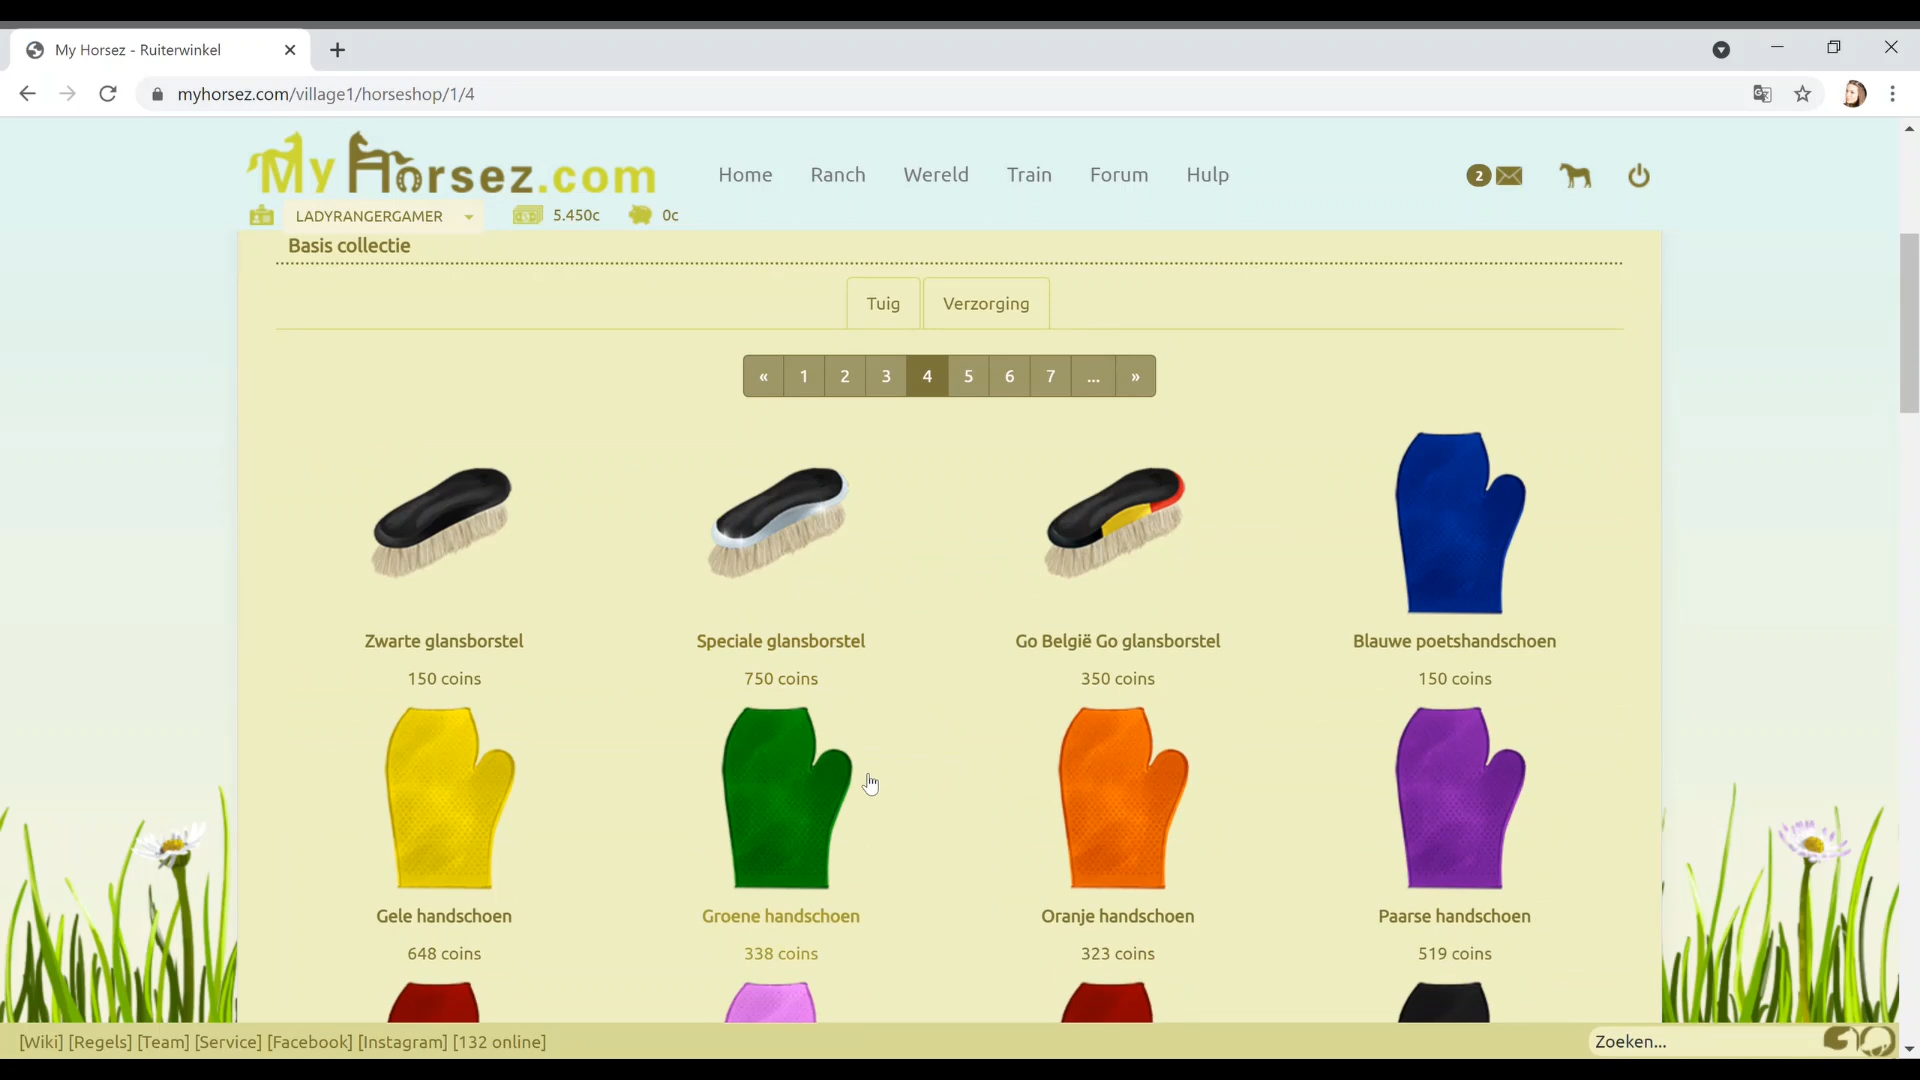 My Horsez - Ruiterwinkel
myhorsez.com/village1/horseshop/1/4
My Horsez.com
Home Ranch Wereld Train Forum Hulp
2
LADYRANGERGAMER 5.450c 0c
Basis collectie
Tuig Verzorging
« 1 2 3 4 5 6 7 ... »
Zwarte glansborstel Speciale glansborstel Go België Go glansborstel Blauwe poetshandschoen
150 coins 750 coins 350 coins 150 coins
Gele handschoen Groene handschoen Oranje handschoen Paarse handschoen
648 coins 338 coins 323 coins 519 coins
[Wiki] [Regels] [Team] [Service] [Facebook] [Instagram] [132 online] Zoeken...